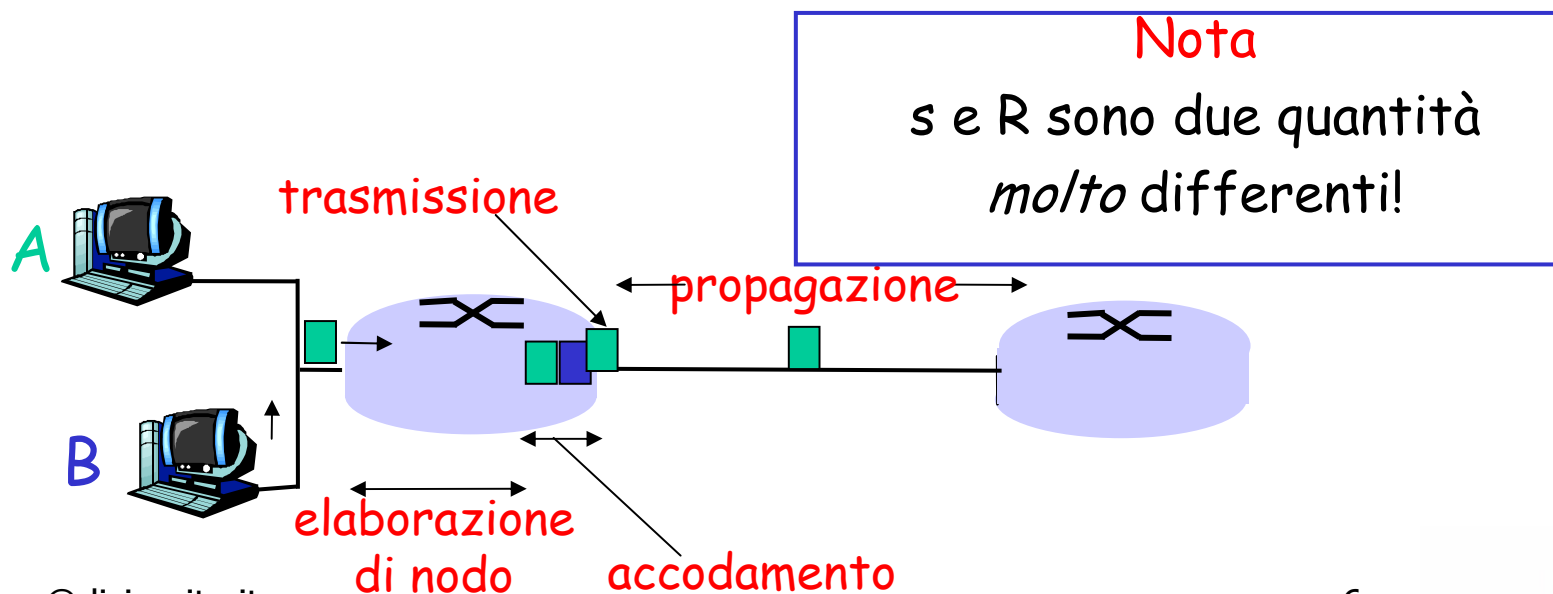 Nota
s e R sono due quantità
molto differenti!
trasmissione
A
propagazione
B
elaborazione
di nodo
accodamento